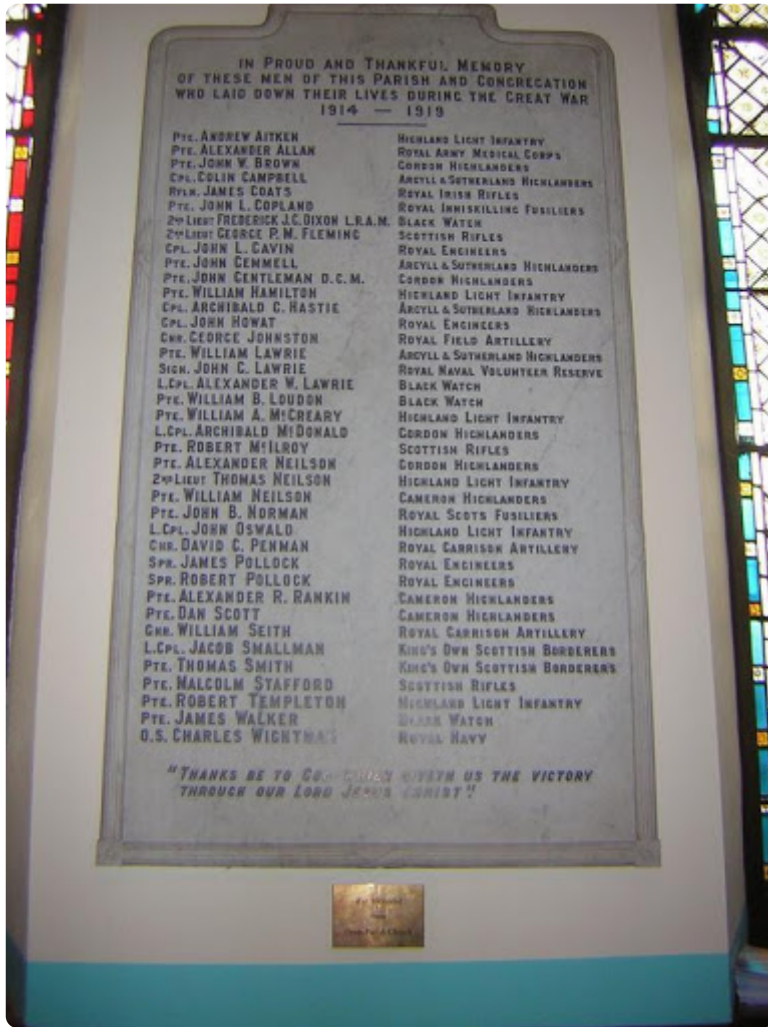 IN PROUD AND THANKFUL MEMORY
OF THESE MEN OF THIS PARISH AND CONGREGATION
WHO LAID DOWN THEIR LIVES DURING THE GREAT WAR
1914 — 1919
PTE. ANDREW AITKEN HIGHLAND LIGHT INFANTRY
PTE. ALEXANDER ALLAN ROYAL ARMY MEDICAL CORPS
PTE. JOHN W. BROWN GORDON HIGHLANDERS
CPL. COLIN CAMPBELL ARGYLL & SUTHERLAND HIGHLANDERS
RFLN. JAMES COATS ROYAL IRISH RIFLES
PTE. JOHN L. COPLAND ROYAL INNISKILLING FUSILIERS
2ND LIEUT FREDERICK J.C. DIXON L.R.A.M. BLACK WATCH
2ND LIEUT GEORGE P.M. FLEMING SCOTTISH RIFLES
CPL. JOHN L. GAVIN ROYAL ENGINEERS
PTE. JOHN GEMMELL ARGYLL & SUTHERLAND HIGHLANDERS
PTE. JOHN GENTLEMAN D.C.M. GORDON HIGHLANDERS
PTE. WILLIAM HAMILTON HIGHLAND LIGHT INFANTRY
CPL. ARCHIBALD C. HASTIE ARGYLL & SUTHERLAND HIGHLANDERS
CPL. JOHN HOWAT ROYAL ENGINEERS
GNR. GEORGE JOHNSTON ROYAL FIELD ARTILLERY
PTE. WILLIAM LAWRIE ARGYLL & SUTHERLAND HIGHLANDERS
SIGN. JOHN C. LAWRIE ROYAL NAVAL VOLUNTEER RESERVE
L.CPL. ALEXANDER W. LAWRIE BLACK WATCH
PTE. WILLIAM B. LOUDON BLACK WATCH
PTE. WILLIAM A. McCREARY HIGHLAND LIGHT INFANTRY
L.CPL. ARCHIBALD McDONALD GORDON HIGHLANDERS
PTE. ROBERT McILROY SCOTTISH RIFLES
PTE. ALEXANDER NEILSON GORDON HIGHLANDERS
2ND LIEUT THOMAS NEILSON HIGHLAND LIGHT INFANTRY
PTE. WILLIAM NEILSON CAMERON HIGHLANDERS
PTE. JOHN B. NORMAN ROYAL SCOTS FUSILIERS
L.CPL. JOHN OSWALD HIGHLAND LIGHT INFANTRY
GNR. DAVID C. PENMAN ROYAL GARRISON ARTILLERY
SPR. JAMES POLLOCK ROYAL ENGINEERS
SPR. ROBERT POLLOCK ROYAL ENGINEERS
PTE. ALEXANDER R. RANKIN CAMERON HIGHLANDERS
PTE. DAN SCOTT CAMERON HIGHLANDERS
GNR. WILLIAM SEITH ROYAL GARRISON ARTILLERY
L.CPL. JACOB SMALLMAN KING'S OWN SCOTTISH BORDERERS
PTE. THOMAS SMITH KING'S OWN SCOTTISH BORDERERS
PTE. MALCOLM STAFFORD SCOTTISH RIFLES
PTE. ROBERT TEMPLETON HIGHLAND LIGHT INFANTRY
PTE. JAMES WALKER BLACK WATCH
O.S. CHARLES WIGHTMAN ROYAL NAVY
"THANKS BE TO GOD WHICH GIVETH US THE VICTORY
THROUGH OUR LORD JESUS CHRIST".
War Memorial
from
Parish Church